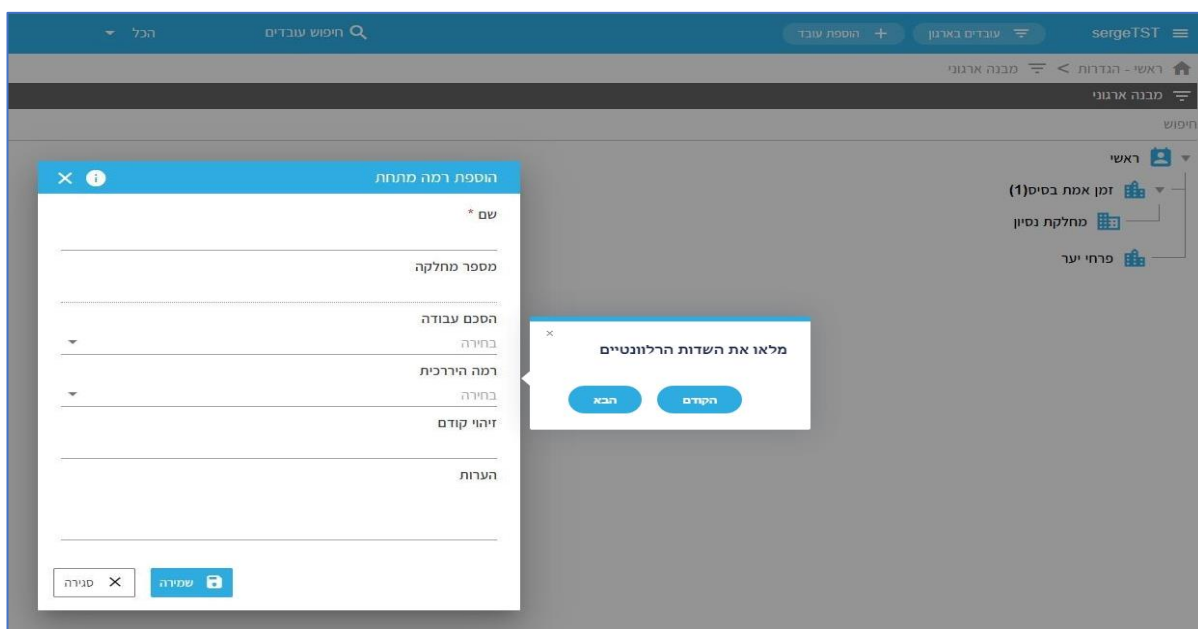 sergeTST
עובדים בארגון
הוספת עובד
חיפוש עובדים
הכל
ראשי - הגדרות > מבנה ארגוני
מבנה ארגוני
חיפוש
ראשי
זמן אמת בסיס(1)
מחלקת נסיון
פרחי יער
הוספת רמה מתחת
שם *
מספר מחלקה
הסכם עבודה
בחירה
רמה היררכית
בחירה
זיהוי קודם
הערות
שמירה
סגירה
מלאו את השדות הרלוונטיים
הקודם
הבא